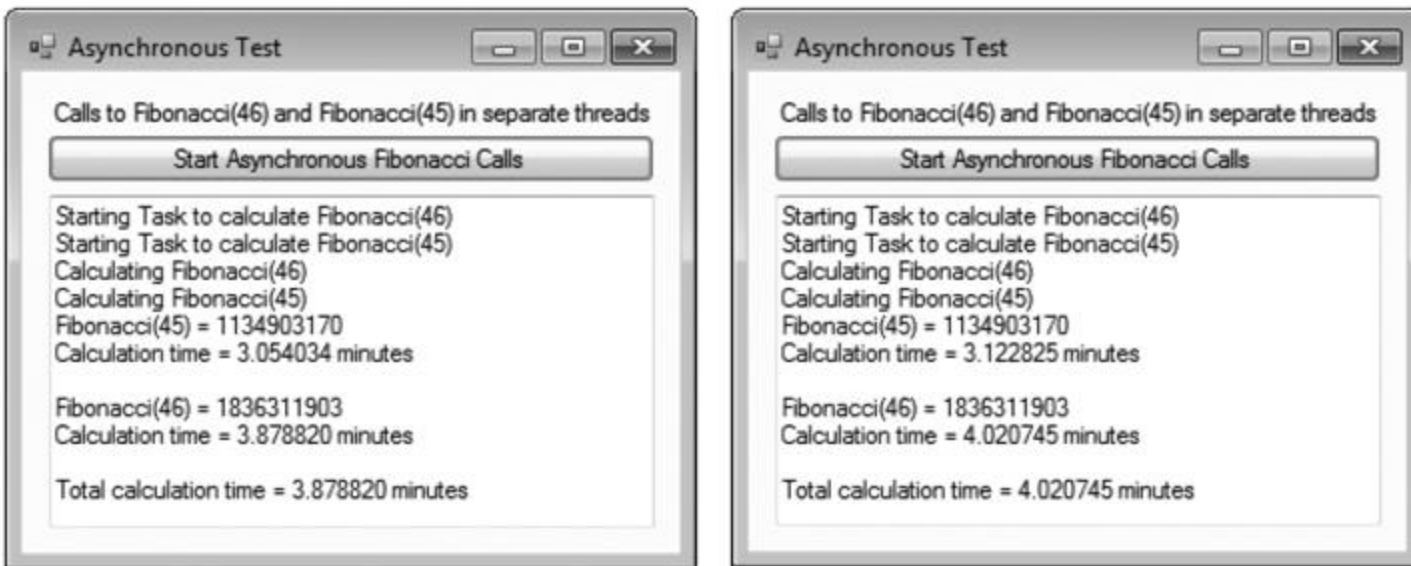 Asynchronous Test
Calls to Fibonacci(46) and Fibonacci(45) in separate threads
Start Asynchronous Fibonacci Calls
Starting Task to calculate Fibonacci(46)
Starting Task to calculate Fibonacci(45)
Calculating Fibonacci(46)
Calculating Fibonacci(45)
Fibonacci(45) = 1134903170
Calculation time = 3.054034 minutes
Fibonacci(46) = 1836311903
Calculation time = 3.878820 minutes
Total calculation time = 3.878820 minutes
Asynchronous Test
Calls to Fibonacci(46) and Fibonacci(45) in separate threads
Start Asynchronous Fibonacci Calls
Starting Task to calculate Fibonacci(46)
Starting Task to calculate Fibonacci(45)
Calculating Fibonacci(46)
Calculating Fibonacci(45)
Fibonacci(45) = 1134903170
Calculation time = 3.122825 minutes
Fibonacci(46) = 1836311903
Calculation time = 4.020745 minutes
Total calculation time = 4.020745 minutes